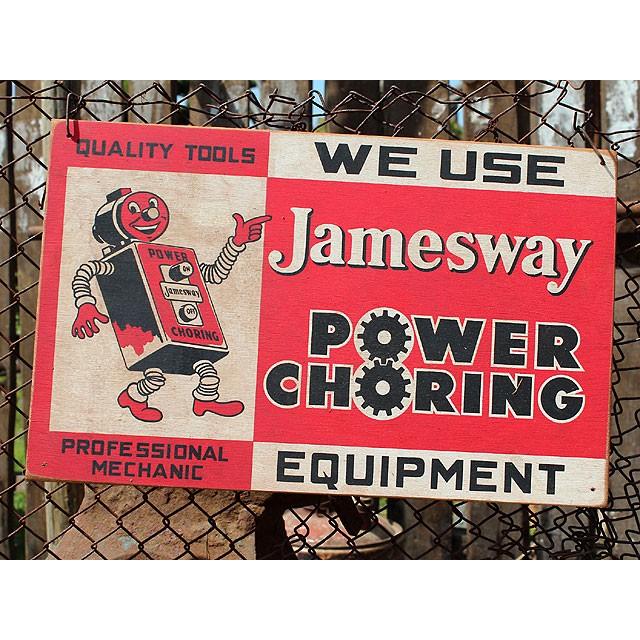 QUALITY TOOLS
WE USE
Jamesway
POWER
CHORING
EQUIPMENT
POWER
ON
Jamesway
OFF
CHORING
PROFESSIONAL
MECHANIC